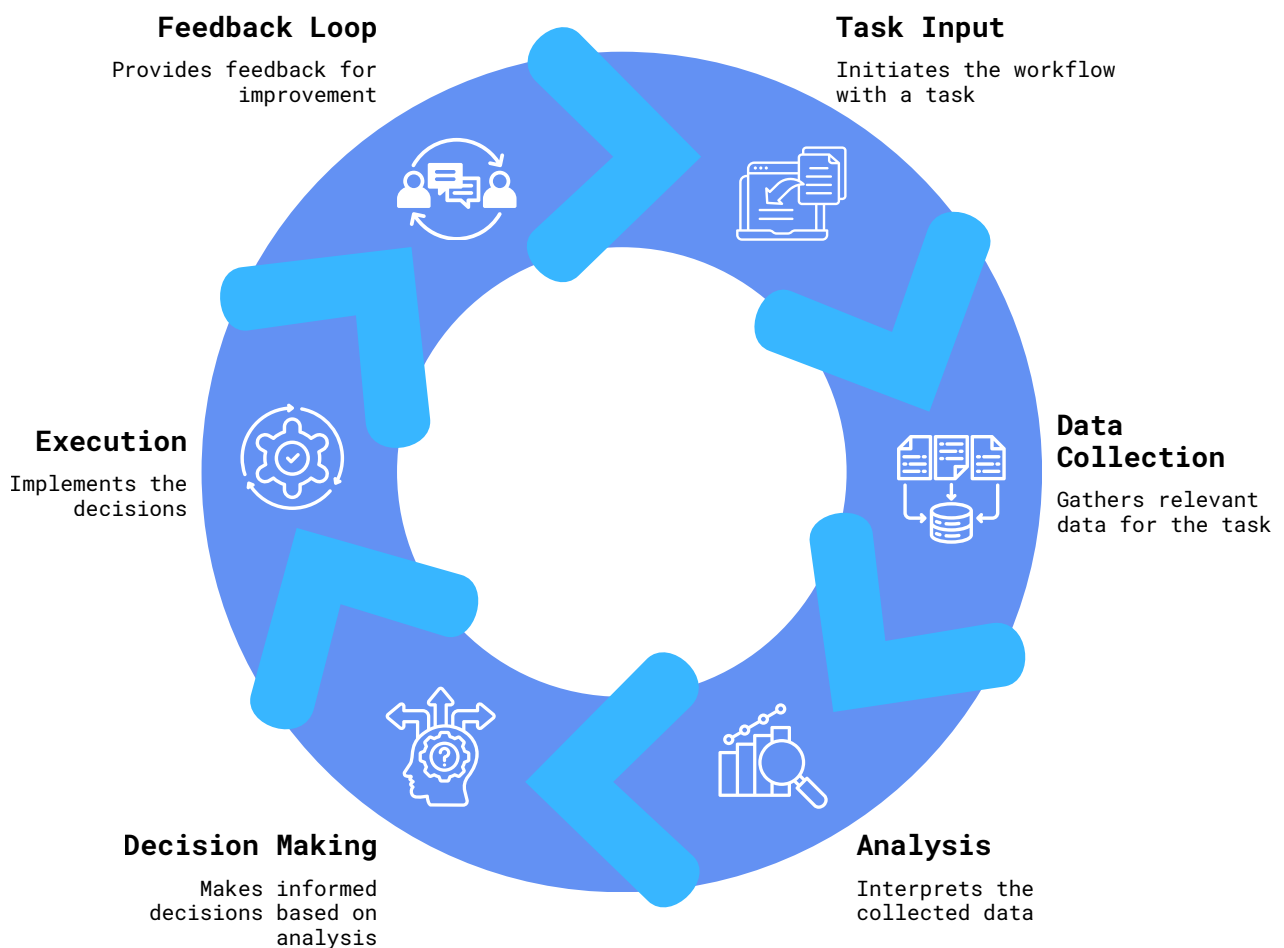 Feedback Loop
Provides feedback for
improvement
Task Input
Initiates the workflow
with a task
Data
Collection
Gathers relevant
data for the task
Analysis
Interprets the
collected data
Decision Making
Makes informed
decisions based on
analysis
Execution
Implements the
decisions
?